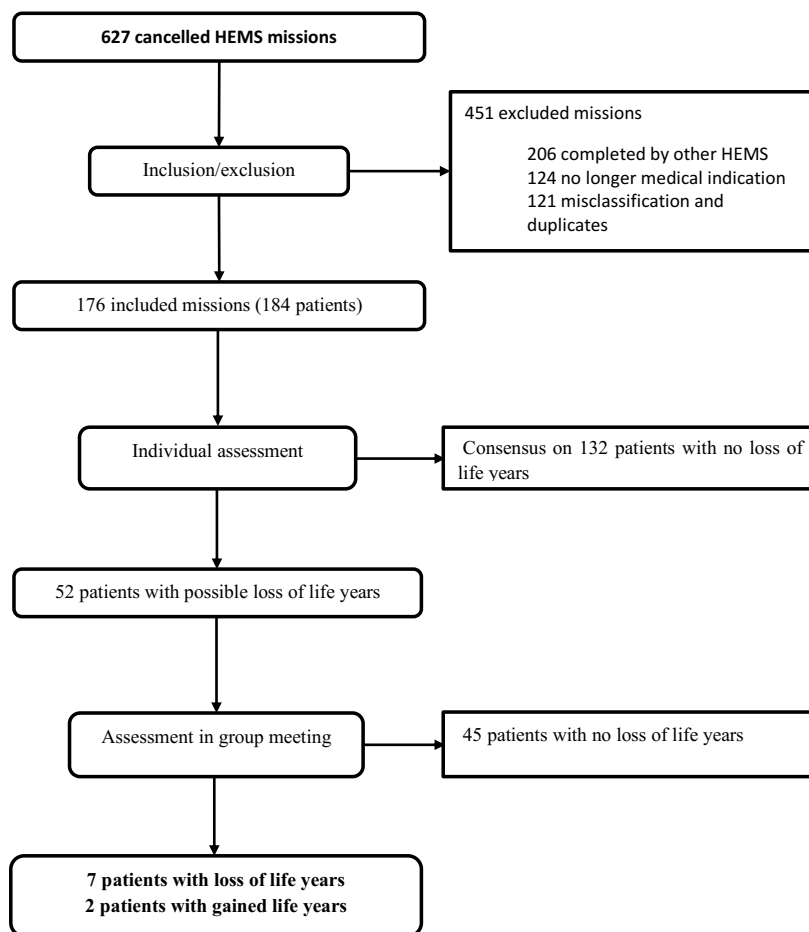 627 cancelled HEMS missions
451 excluded missions
206 completed by other HEMS
124 no longer medical indication
121 misclassification and
duplicates
Inclusion/exclusion
176 included missions (184 patients)
Individual assessment
Consensus on 132 patients with no loss of
life years
52 patients with possible loss of life years
Assessment in group meeting
45 patients with no loss of life years
7 patients with loss of life years
2 patients with gained life years